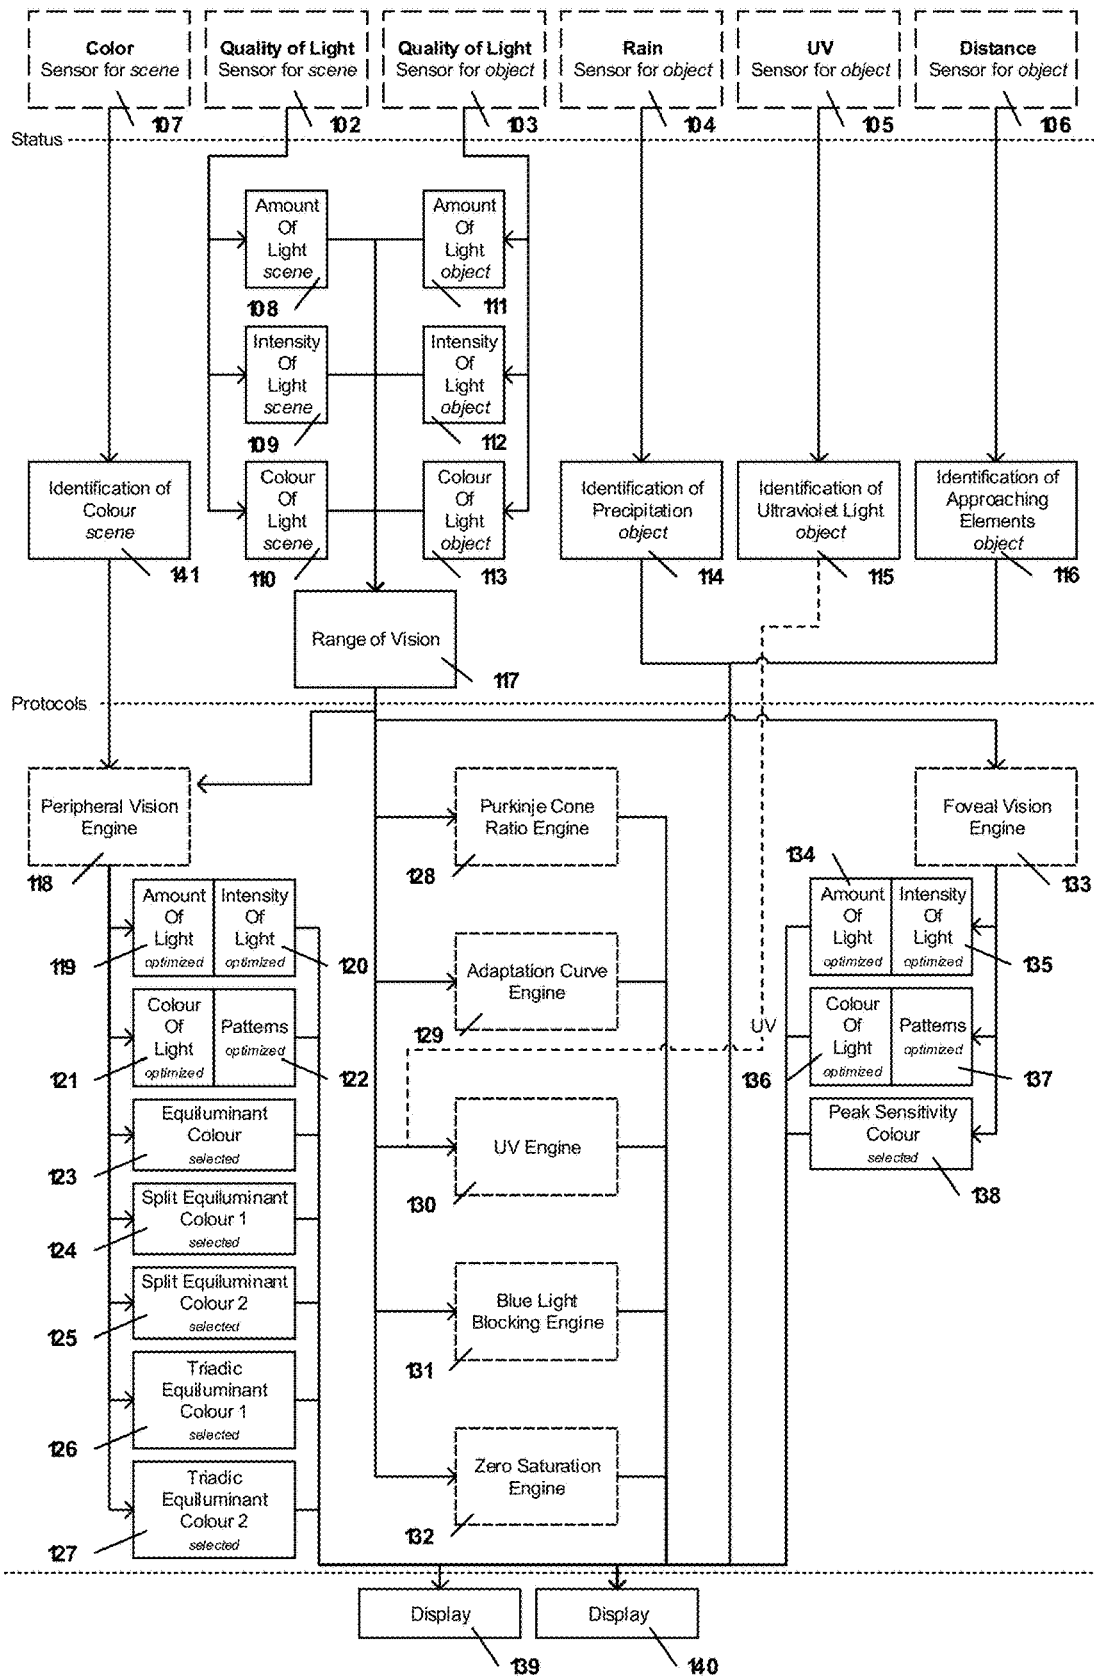 Color
Sensor for scene
107
Quality of Light
Sensor for scene
102
Quality of Light
Sensor for object
103
Rain
Sensor for object
104
UV
Sensor for object
105
Distance
Sensor for object
106
Status
Amount
Of
Light
scene
108
Amount
Of
Light
object
111
Intensity
Of
Light
scene
109
Intensity
Of
Light
object
112
Identification of
Colour
scene
141
Colour
Of
Light
scene
110
Colour
Of
Light
object
113
Identification of
Precipitation
object
114
Identification of
Ultraviolet Light
object
115
Identification of
Approaching
Elements
object
116
Range of Vision
117
Protocols
Peripheral Vision
Engine
118
Purkinje Cone
Ratio Engine
128
Foveal Vision
Engine
133
Amount
Of
Light
optimized
119
Intensity
Of
Light
optimized
120
Colour
Of
Light
optimized
121
Patterns
optimized
122
Equiluminant
Colour
selected
123
Split Equiluminant
Colour 1
selected
124
Split Equiluminant
Colour 2
selected
125
Triadic
Equiluminant
Colour 1
selected
126
Triadic
Equiluminant
Colour 2
selected
127
Adaptation Curve
Engine
129
UV
UV Engine
130
Blue Light
Blocking Engine
131
Zero Saturation
Engine
132
134
Amount
Of
Light
optimized
Intensity
Of
Light
optimized
135
Colour
Of
Light
optimized
136
Patterns
optimized
137
Peak Sensitivity
Colour
selected
138
Display
139
Display
140